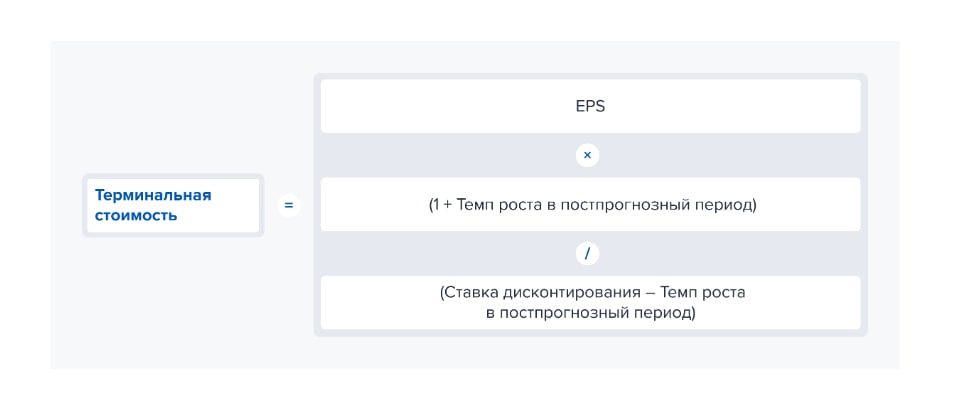 EPS
×
Терминальная
стоимость
=
(1 + Темп роста в постпрогнозный период)
/
(Ставка дисконтирования – Темп роста
в постпрогнозный период)